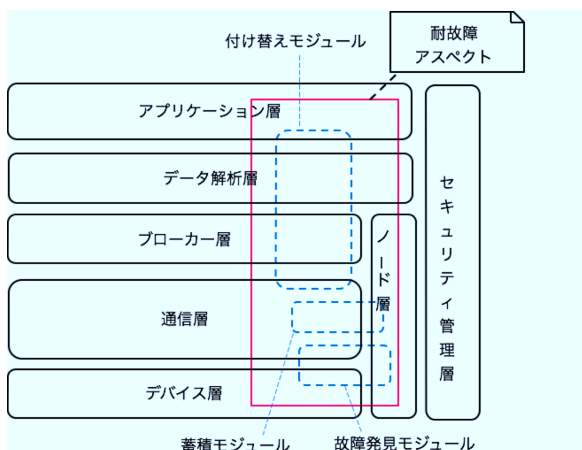 付け替えモジュール
耐故障
アスペクト
アプリケーション層
データ解析層
ブローカー層
ノード層
セキュリティ管理層
通信層
デバイス層
蓄積モジュール
故障発見モジュール